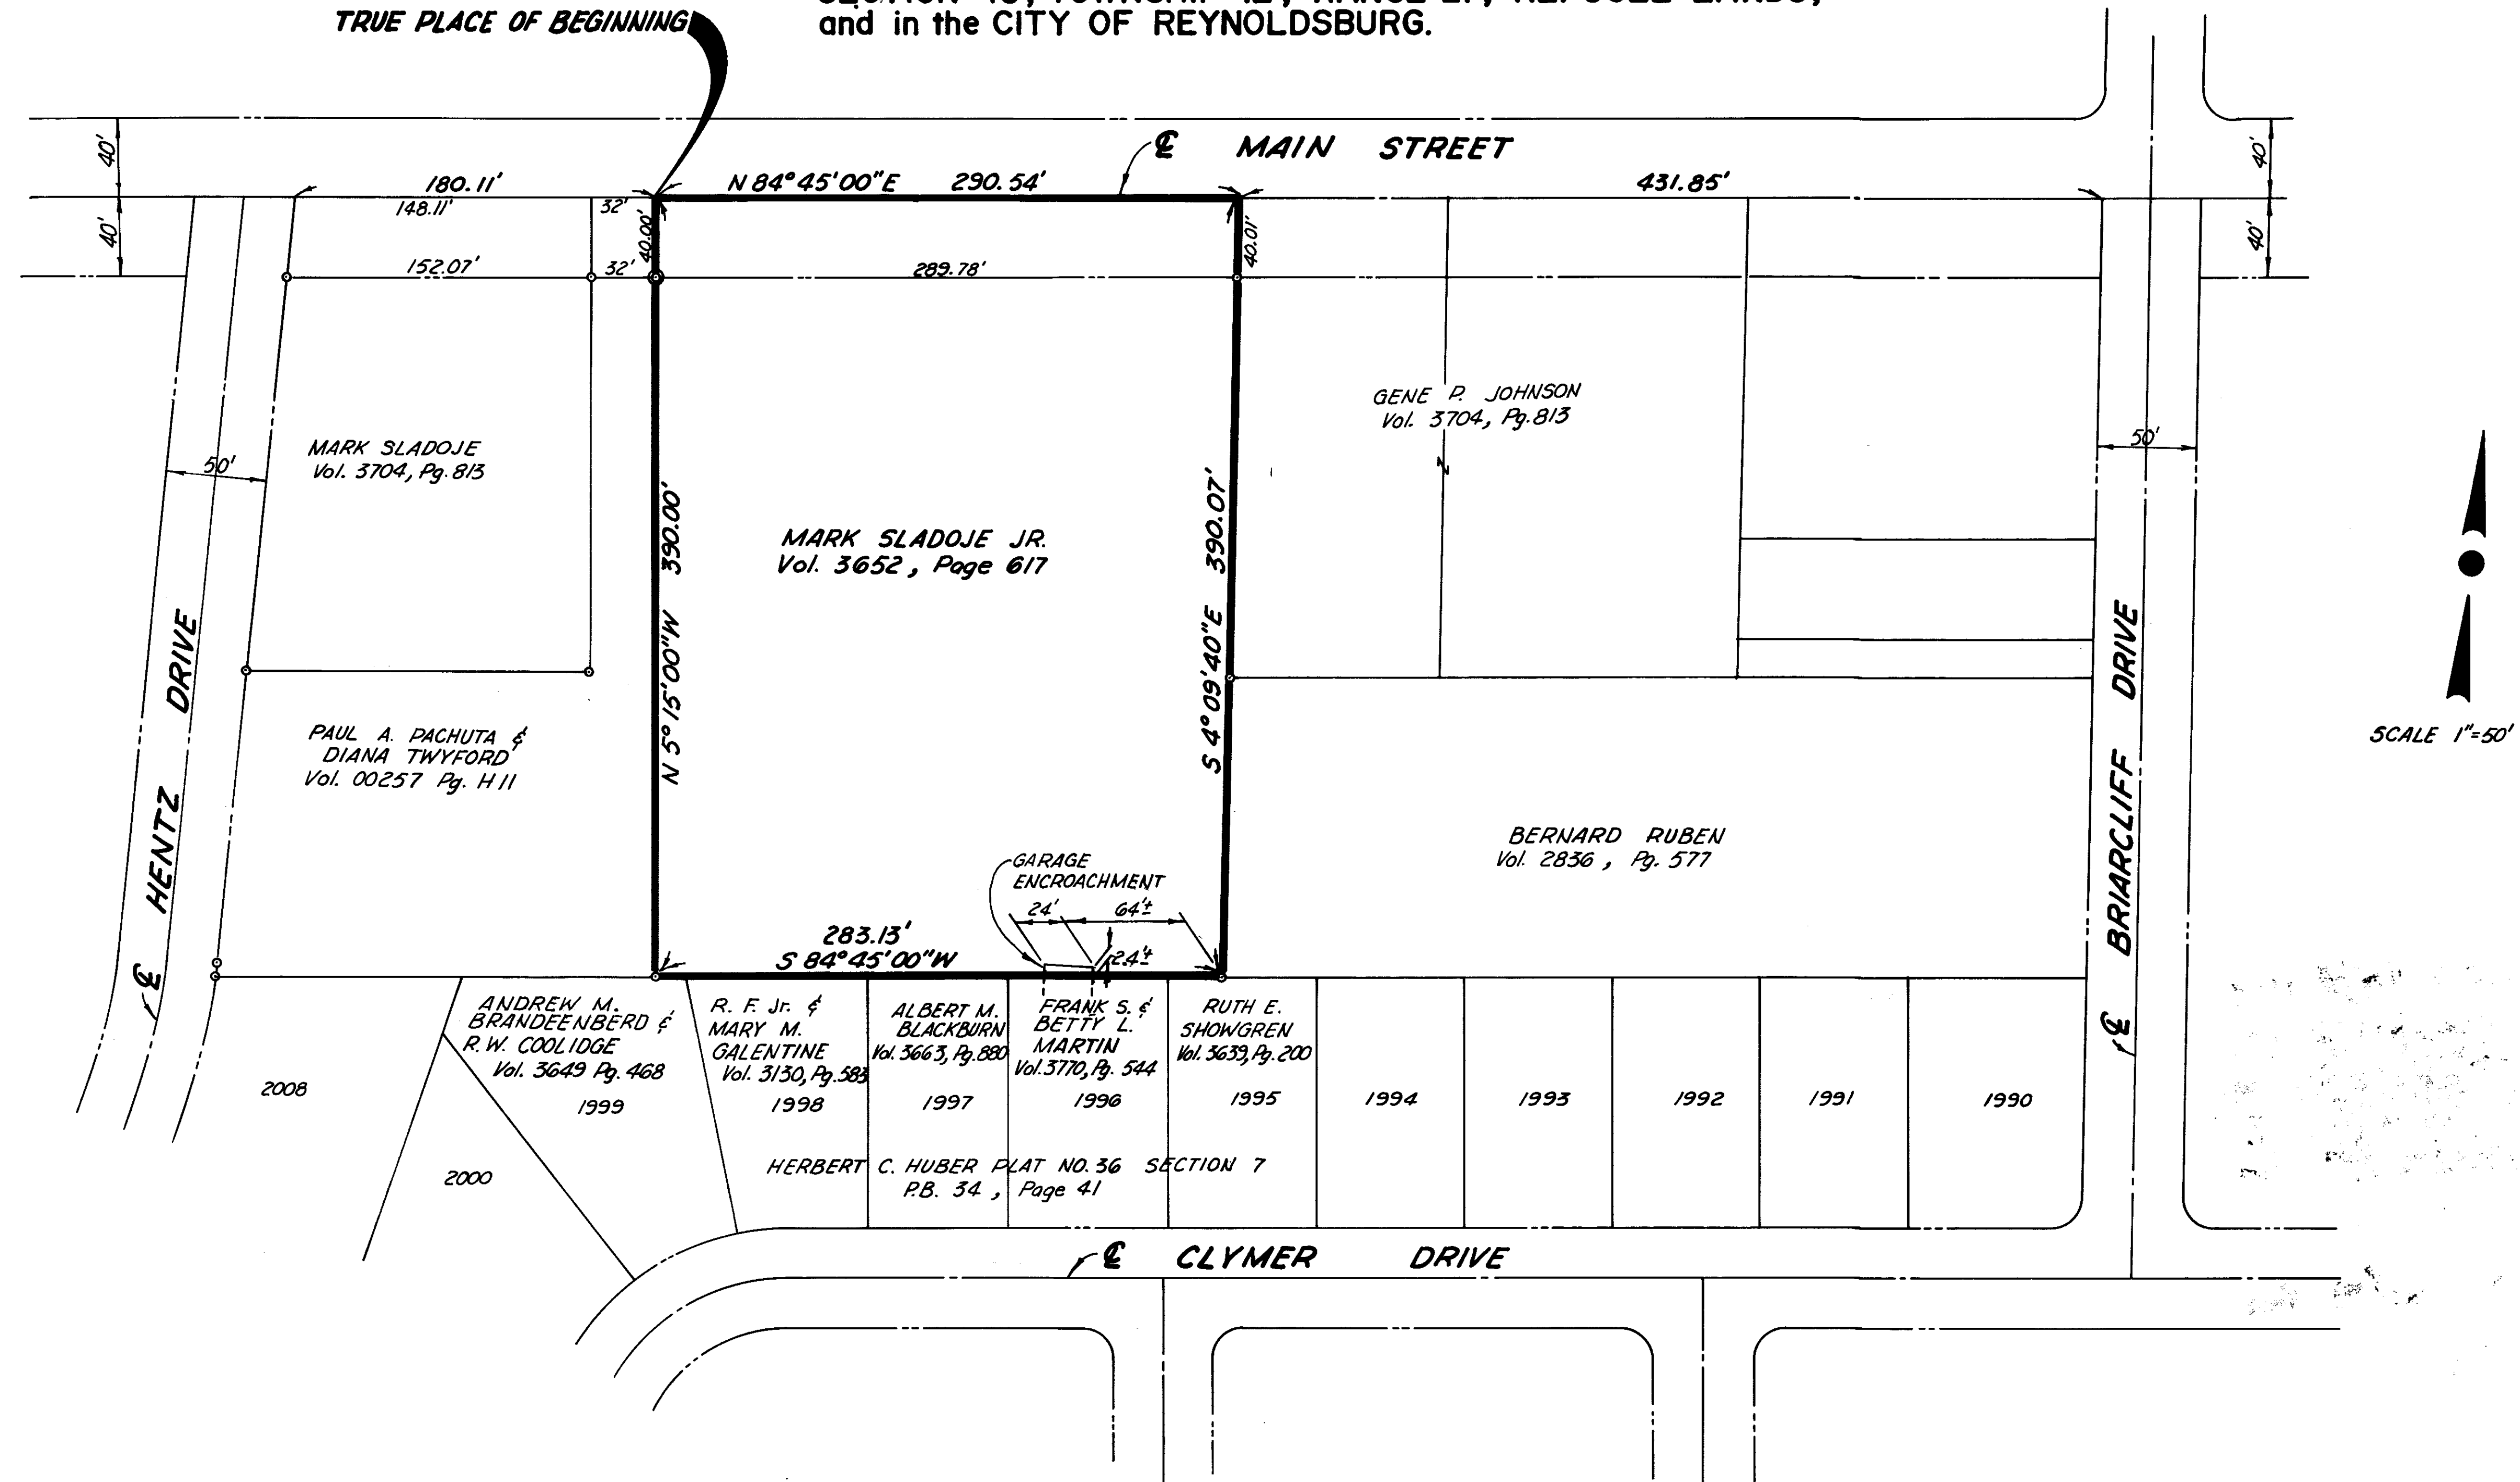 TRUE PLACE OF BEGINNING
and in the CITY OF REYNOLDSBURG.
℄ MAIN STREET
40'
40'
40'
40'
180.11'
148.11'
32'
N 84° 45' 00" E 290.54'
431.85'
40.00'
40.01'
152.07'
32'
289.78'
GENE P. JOHNSON
Vol. 3704, Pg. 813
MARK SLADOJE
Vol. 3704, Pg. 813
50'
50'
MARK SLADOJE JR.
Vol. 3652, Page 617
N 5° 15' 00" W 390.00'
S 4° 09' 40" E 390.07'
SCALE 1"=50'
PAUL A. PACHUTA &
DIANA TWYFORD
Vol. 00257 Pg. H 11
℄ HENTZ DRIVE
℄ BRIARCLIFF DRIVE
BERNARD RUBEN
Vol. 2836, Pg. 577
GARAGE
ENCROACHMENT
24'
64'±
2.4'±
283.13'
S 84° 45' 00" W
ANDREW M.
BRANDEENBERD &
R.W. COOLIDGE
Vol. 3649 Pg. 468
1999
R. F. Jr. &
MARY M.
GALENTINE
Vol. 3130, Pg. 583
1998
ALBERT M.
BLACKBURN
Vol. 3663, Pg. 880
1997
FRANK S. &
BETTY L.
MARTIN
Vol. 3770, Pg. 544
1996
RUTH E.
SHOWGREN
Vol. 3639, Pg. 200
1995
1994
1993
1992
1991
1990
2008
2000
HERBERT C. HUBER PLAT NO. 36 SECTION 7
P.B. 34, Page 41
℄ CLYMER DRIVE